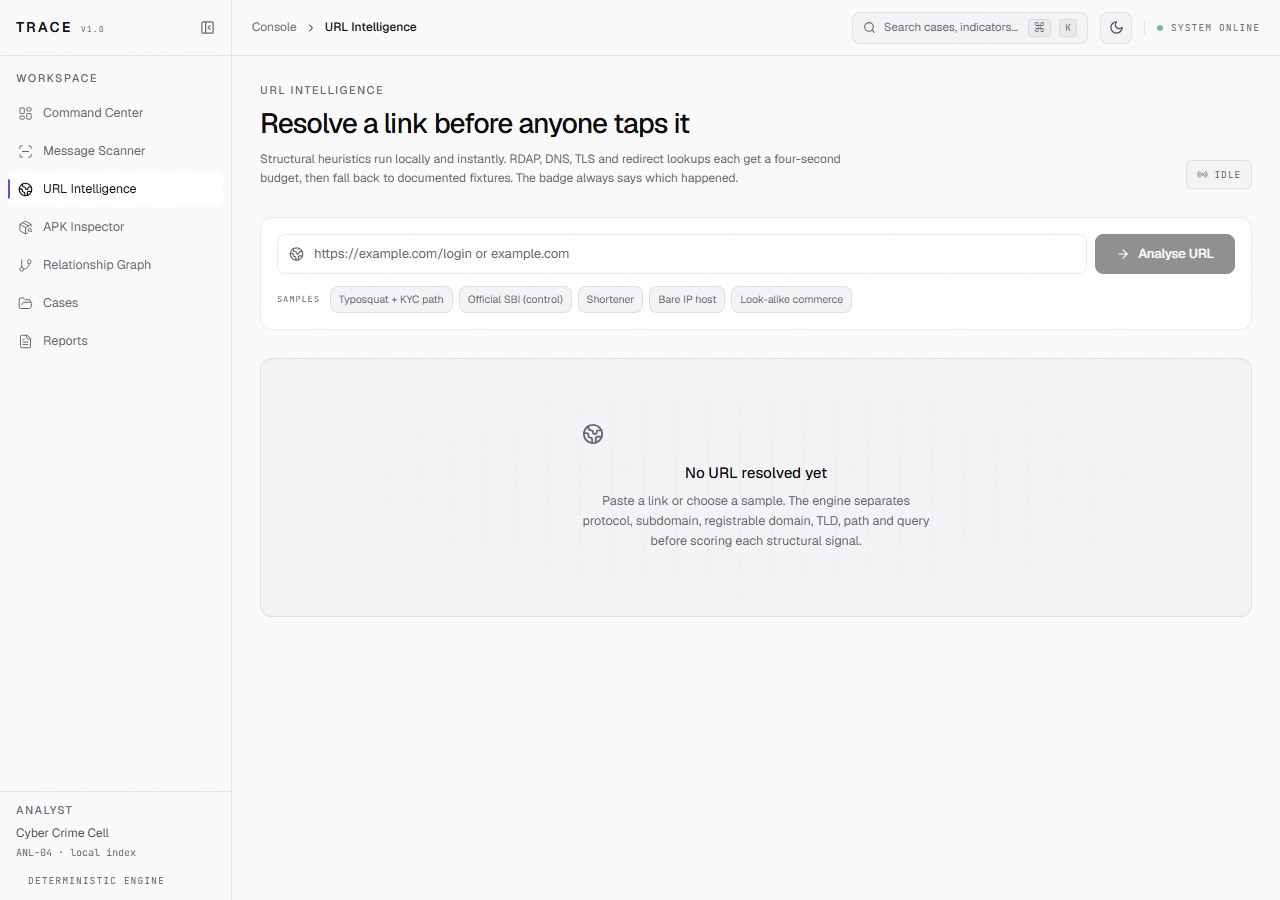 TRACE V1.0
Console > URL Intelligence
Search cases, indicators… ⌘ K
SYSTEM ONLINE
WORKSPACE
Command Center
Message Scanner
URL Intelligence
APK Inspector
Relationship Graph
Cases
Reports
URL INTELLIGENCE
Resolve a link before anyone taps it
Structural heuristics run locally and instantly. RDAP, DNS, TLS and redirect lookups each get a four-second
budget, then fall back to documented fixtures. The badge always says which happened.
IDLE
https://example.com/login or example.com
Analyse URL
SAMPLES Typosquat + KYC path Official SBI (control) Shortener Bare IP host Look-alike commerce
No URL resolved yet
Paste a link or choose a sample. The engine separates
protocol, subdomain, registrable domain, TLD, path and query
before scoring each structural signal.
ANALYST
Cyber Crime Cell
ANL-04 · local index
DETERMINISTIC ENGINE